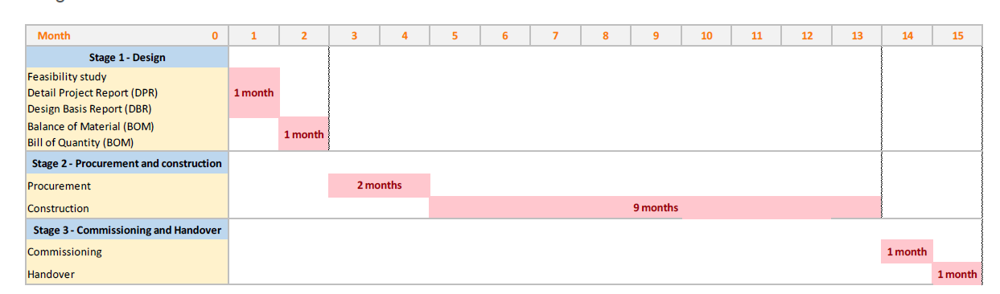 Month 0 1 2 3 4 5 6 7 8 9 10 11 12 13 14 15
Stage 1 - Design
Feasibility study
Detail Project Report (DPR)
1 month
Design Basis Report (DBR)
Balance of Material (BOM)
1 month
Bill of Quantity (BOM)
Stage 2 - Procurement and construction
Procurement 2 months
Construction 9 months
Stage 3 - Commissioning and Handover
Commissioning 1 month
Handover 1 month